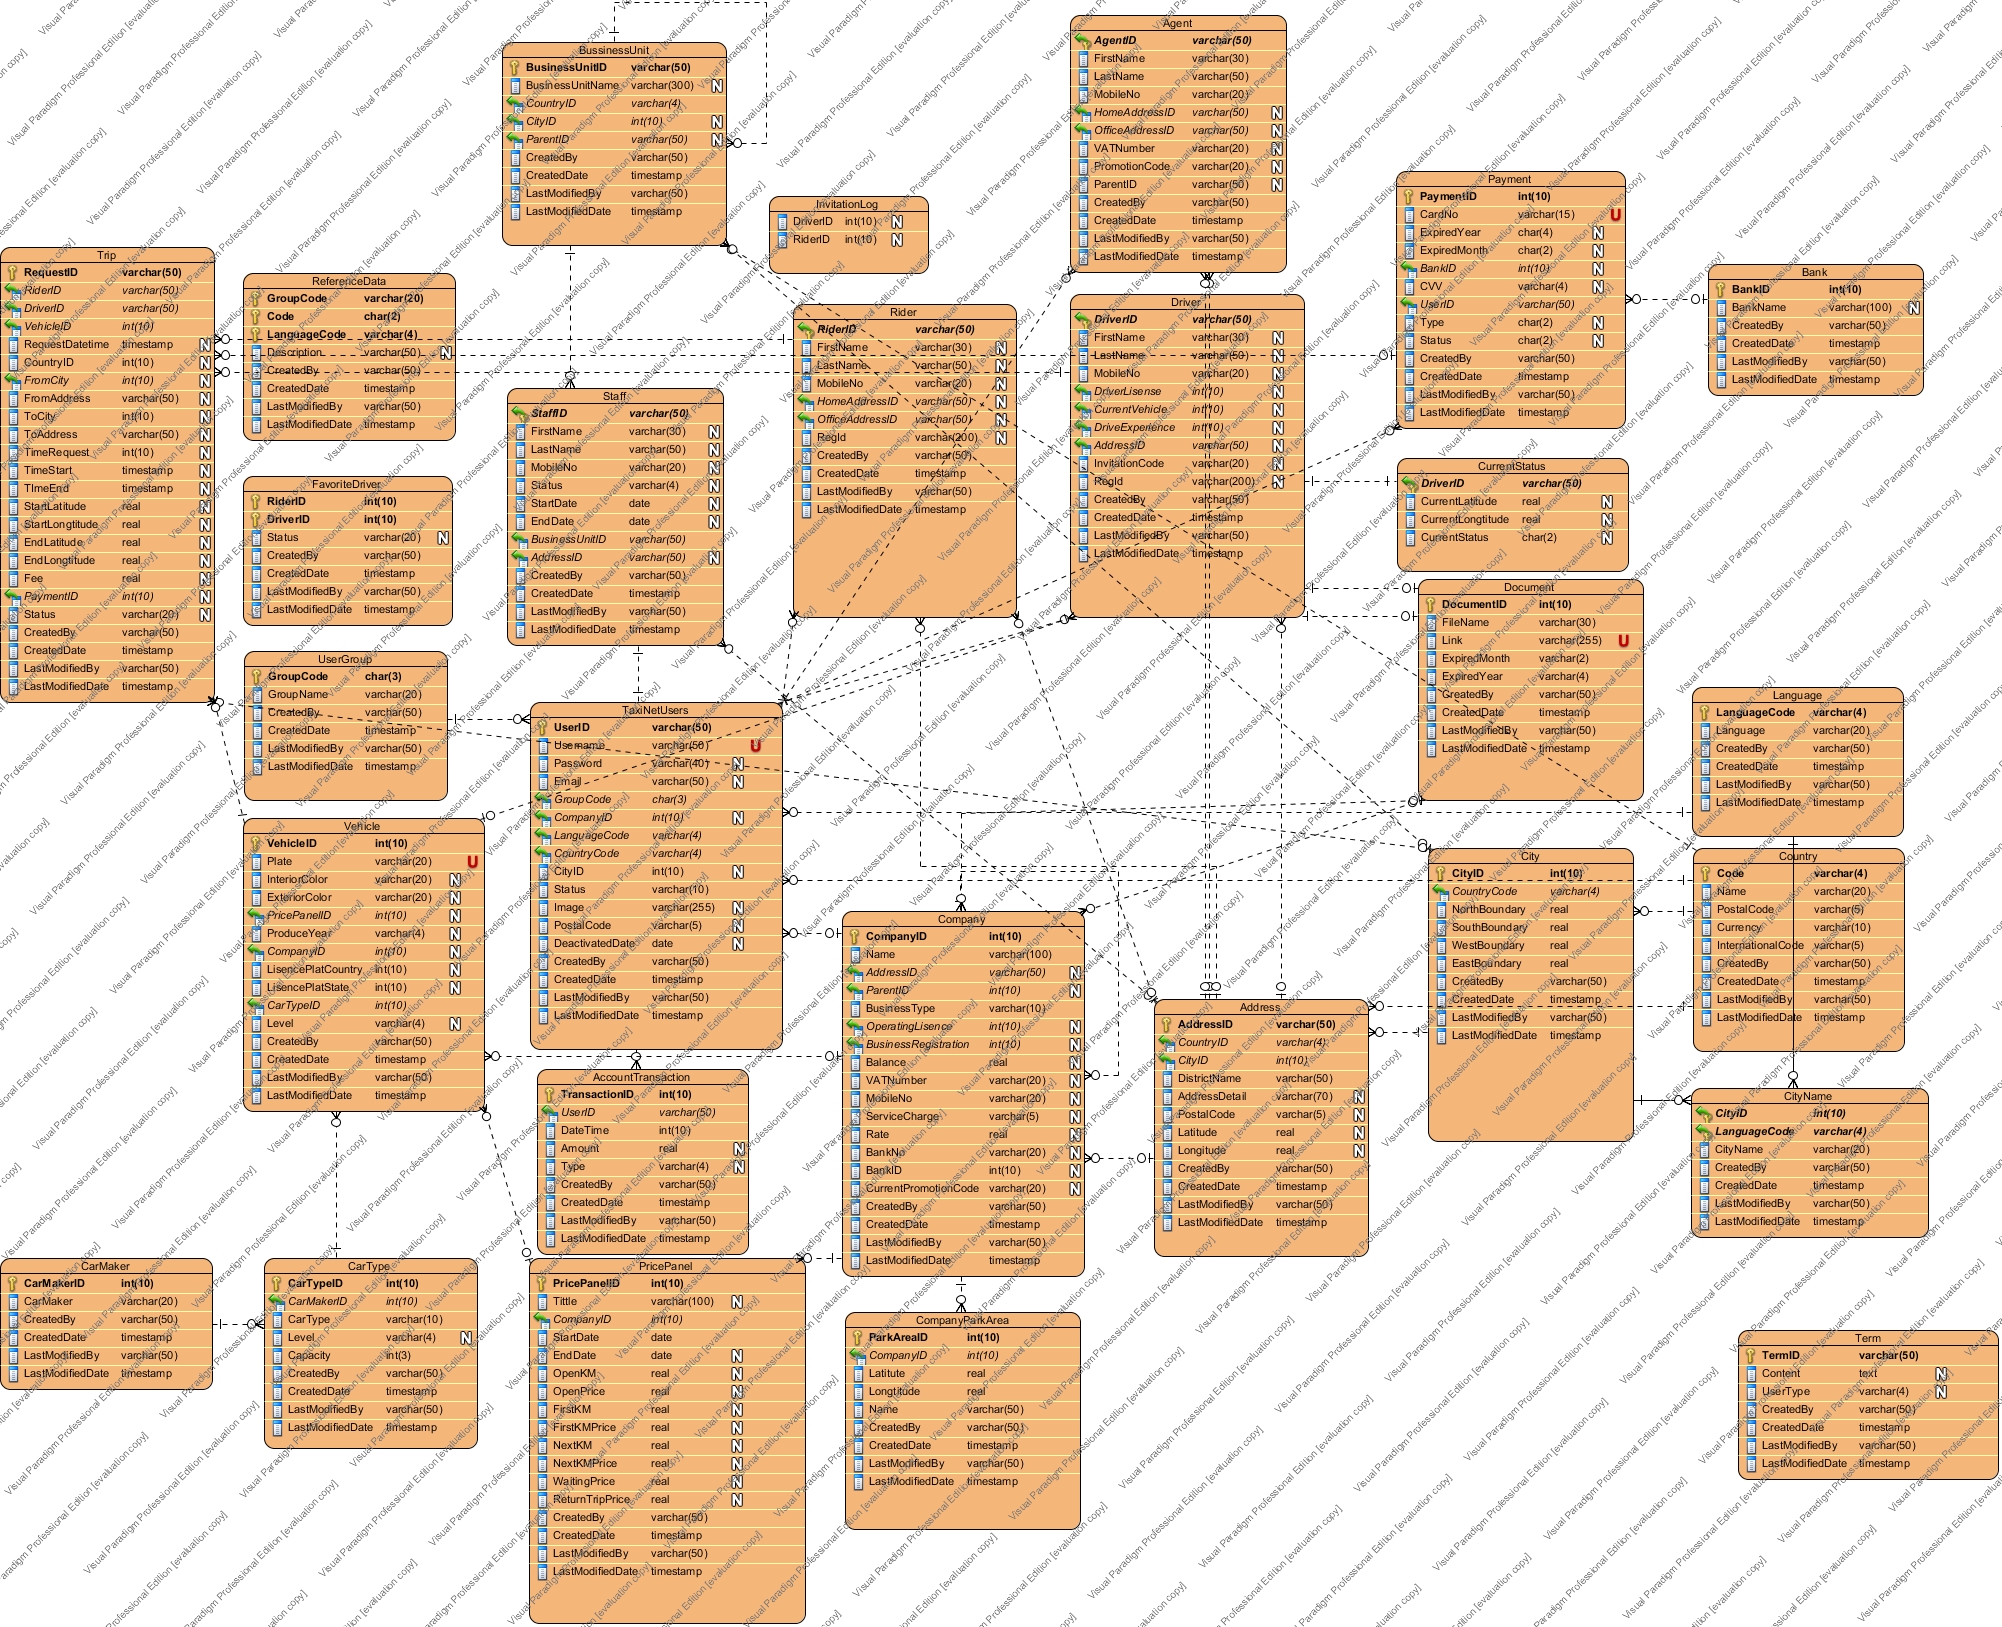 BussinessUnit
BusinessUnitID varchar(50)
BusinessUnitName varchar(300) N
CountryID varchar(4)
CityID int(10) N
ParentID varchar(50) N
CreatedBy varchar(50)
CreatedDate timestamp
LastModifiedBy varchar(50)
LastModifiedDate timestamp
Agent
AgentID varchar(50)
FirstName varchar(30)
LastName varchar(50)
MobileNo varchar(20)
HomeAddressID varchar(50) N
OfficeAddressID varchar(50) N
VATNumber varchar(20) N
PromotionCode varchar(20) N
ParentID varchar(50) N
CreatedBy varchar(50)
CreatedDate timestamp
LastModifiedBy varchar(50)
LastModifiedDate timestamp
InvitationLog
DriverID int(10) N
RiderID int(10) N
Payment
PaymentID int(10)
CardNo varchar(15) U
ExpiredYear char(4) N
ExpiredMonth char(2) N
BankID int(10) N
CVV varchar(4) N
UserID varchar(50)
Type char(2) N
Status char(2) N
CreatedBy varchar(50)
CreatedDate timestamp
LastModifiedBy varchar(50)
LastModifiedDate timestamp
Bank
BankID int(10)
BankName varchar(100) N
CreatedBy varchar(50)
CreatedDate timestamp
LastModifiedBy varchar(50)
LastModifiedDate timestamp
Trip
RequestID varchar(50)
RiderID varchar(50)
DriverID varchar(50)
VehicleID int(10)
RequestDatetime timestamp N
CountryID int(10) N
FromCity int(10) N
FromAddress varchar(50) N
ToCity int(10) N
ToAddress varchar(50) N
TimeRequest int(10) N
TimeStart timestamp N
TImeEnd timestamp N
StartLatitude real N
StartLongtitude real N
EndLatitude real N
EndLongtitude real N
Fee real N
PaymentID int(10) N
Status varchar(20) N
CreatedBy varchar(50)
CreatedDate timestamp
LastModifiedBy varchar(50)
LastModifiedDate timestamp
ReferenceData
GroupCode varchar(20)
Code char(2)
LanguageCode varchar(4)
Description varchar(50) N
CreatedBy varchar(50)
CreatedDate timestamp
LastModifiedBy varchar(50)
LastModifiedDate timestamp
Rider
RiderID varchar(50)
FirstName varchar(30) N
LastName varchar(50) N
MobileNo varchar(20) N
HomeAddressID varchar(50) N
OfficeAddressID varchar(50) N
RegId varchar(200) N
CreatedBy varchar(50)
CreatedDate timestamp
LastModifiedBy varchar(50)
LastModifiedDate timestamp
Driver
DriverID varchar(50)
FirstName varchar(30) N
LastName varchar(50) N
MobileNo varchar(20) N
DriverLisense int(10) N
CurrentVehicle int(10) N
DriveExperience int(10) N
AddressID varchar(50) N
InvitationCode varchar(20) N
RegId varchar(200) N
CreatedBy varchar(50)
CreatedDate timestamp
LastModifiedBy varchar(50)
LastModifiedDate timestamp
Staff
StaffID varchar(50)
FirstName varchar(30) N
LastName varchar(50) N
MobileNo varchar(20) N
Status varchar(4) N
StartDate date N
EndDate date N
BusinessUnitID varchar(50)
AddressID varchar(50) N
CreatedBy varchar(50)
CreatedDate timestamp
LastModifiedBy varchar(50)
LastModifiedDate timestamp
CurrentStatus
DriverID varchar(50)
CurrentLatitude real N
CurrentLongtitude real N
CurrentStatus char(2) N
FavoriteDriver
RiderID int(10)
DriverID int(10)
Status varchar(20) N
CreatedBy varchar(50)
CreatedDate timestamp
LastModifiedBy varchar(50)
LastModifiedDate timestamp
Document
DocumentID int(10)
FileName varchar(30)
Link varchar(255) U
ExpiredMonth varchar(2)
ExpiredYear varchar(4)
CreatedBy varchar(50)
CreatedDate timestamp
LastModifiedBy varchar(50)
LastModifiedDate timestamp
UserGroup
GroupCode char(3)
GroupName varchar(20)
CreatedBy varchar(50)
CreatedDate timestamp
LastModifiedBy varchar(50)
LastModifiedDate timestamp
TaxiNetUsers
UserID varchar(50)
Username varchar(50) U
Password varchar(40) N
Email varchar(50) N
GroupCode char(3)
CompanyID int(10) N
LanguageCode varchar(4)
CountryCode varchar(4)
CityID int(10) N
Status varchar(10)
Image varchar(255) N
PostalCode varchar(5) N
DeactivatedDate date N
CreatedBy varchar(50)
CreatedDate timestamp
LastModifiedBy varchar(50)
LastModifiedDate timestamp
Language
LanguageCode varchar(4)
Language varchar(20)
CreatedBy varchar(50)
CreatedDate timestamp
LastModifiedBy varchar(50)
LastModifiedDate timestamp
Vehicle
VehicleID int(10)
Plate varchar(20) U
InteriorColor varchar(20) N
ExteriorColor varchar(20) N
PricePanelID int(10) N
ProduceYear varchar(4) N
CompanyID int(10) N
LisencePlatCountry int(10) N
LisencePlatState int(10) N
CarTypeID int(10)
Level varchar(4) N
CreatedBy varchar(50)
CreatedDate timestamp
LastModifiedBy varchar(50)
LastModifiedDate timestamp
City
CityID int(10)
CountryCode varchar(4)
NorthBoundary real
SouthBoundary real
WestBoundary real
EastBoundary real
CreatedBy varchar(50)
CreatedDate timestamp
LastModifiedBy varchar(50)
LastModifiedDate timestamp
Country
Code varchar(4)
Name varchar(20)
PostalCode varchar(5)
Currency varchar(10)
InternationalCode varchar(5)
CreatedBy varchar(50)
CreatedDate timestamp
LastModifiedBy varchar(50)
LastModifiedDate timestamp
Company
CompanyID int(10)
Name varchar(100)
AddressID varchar(50) N
ParentID int(10) N
BusinessType varchar(10)
OperatingLisence int(10) N
BusinessRegistration int(10) N
Balance real N
VATNumber varchar(20) N
MobileNo varchar(20) N
ServiceCharge varchar(5) N
Rate real N
BankNo varchar(20) N
BankID int(10) N
CurrentPromotionCode varchar(20) N
CreatedBy varchar(50)
CreatedDate timestamp
LastModifiedBy varchar(50)
LastModifiedDate timestamp
Address
AddressID varchar(50)
CountryID varchar(4)
CityID int(10)
DistrictName varchar(50)
AddressDetail varchar(70) N
PostalCode varchar(5) N
Latitude real N
Longitude real N
CreatedBy varchar(50)
CreatedDate timestamp
LastModifiedBy varchar(50)
LastModifiedDate timestamp
AccountTransaction
TransactionID int(10)
UserID varchar(50)
DateTime int(10)
Amount real N
Type varchar(4) N
CreatedBy varchar(50)
CreatedDate timestamp
LastModifiedBy varchar(50)
LastModifiedDate timestamp
CityName
CityID int(10)
LanguageCode varchar(4)
CityName varchar(20)
CreatedBy varchar(50)
CreatedDate timestamp
LastModifiedBy varchar(50)
LastModifiedDate timestamp
CarMaker
CarMakerID int(10)
CarMaker varchar(20)
CreatedBy varchar(50)
CreatedDate timestamp
LastModifiedBy varchar(50)
LastModifiedDate timestamp
CarType
CarTypeID int(10)
CarMakerID int(10)
CarType varchar(10)
Level varchar(4) N
Capacity int(3)
CreatedBy varchar(50)
CreatedDate timestamp
LastModifiedBy varchar(50)
LastModifiedDate timestamp
PricePanel
PricePanelID int(10)
Tittle varchar(100) N
CompanyID int(10)
StartDate date
EndDate date N
OpenKM real N
OpenPrice real N
FirstKM real N
FirstKMPrice real N
NextKM real N
NextKMPrice real N
WaitingPrice real N
ReturnTripPrice real N
CreatedBy varchar(50)
CreatedDate timestamp
LastModifiedBy varchar(50)
LastModifiedDate timestamp
CompanyParkArea
ParkAreaID int(10)
CompanyID int(10)
Latitute real
Longtitude real
Name varchar(50)
CreatedBy varchar(50)
CreatedDate timestamp
LastModifiedBy varchar(50)
LastModifiedDate timestamp
Term
TermID varchar(50)
Content text N
UserType varchar(4) N
CreatedBy varchar(50)
CreatedDate timestamp
LastModifiedBy varchar(50)
LastModifiedDate timestamp
Visual Paradigm Professional Edition [evaluation copy]